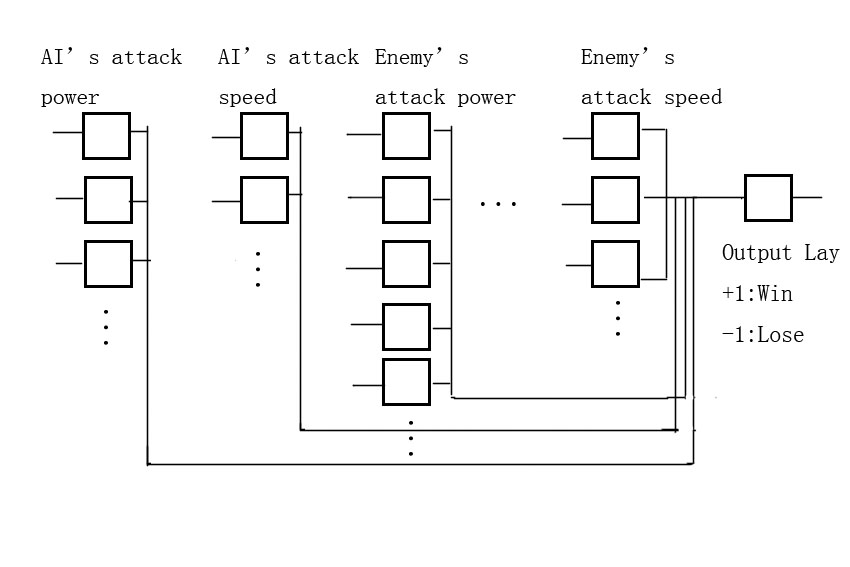 AI’s attack
power
AI’s attack
speed
Enemy’s
attack power
Enemy’s
attack speed
...
Output Lay
+1:Win
-1:Lose